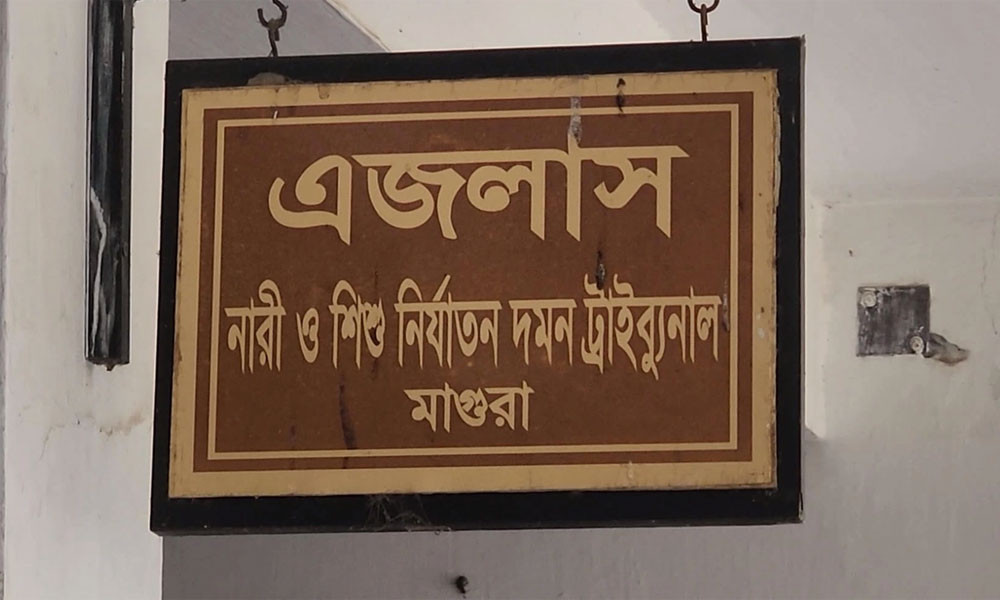 এজলাস
নারী ও শিশু নির্যাতন দমন ট্রাইব্যুনাল
মাগুরা